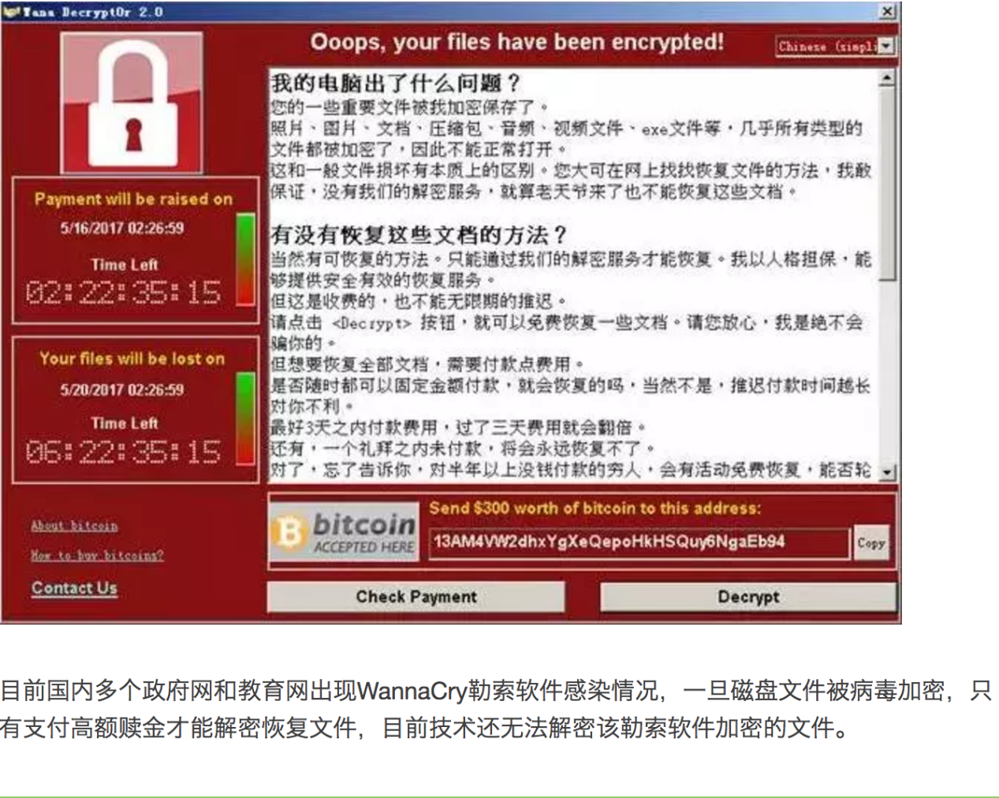 Wana Decrypt0r 2.0
Ooops, your files have been encrypted!
Chinese (simpli
Payment will be raised on
5/16/2017 02:26:59
Time Left
02:22:35:15
Your files will be lost on
5/20/2017 02:26:59
Time Left
06:22:35:15
About bitcoin
How to buy bitcoins?
Contact Us
我的电脑出了什么问题？
您的一些重要文件被我加密保存了。
照片、图片、文档、压缩包、音频、视频文件、exe文件等，几乎所有类型的
文件都被加密了，因此不能正常打开。
这和一般文件损坏有本质上的区别。您大可在网上找找恢复文件的方法，我敢
保证，没有我们的解密服务，就算老天爷来了也不能恢复这些文档。
有没有恢复这些文档的方法？
当然有可恢复的方法。只能通过我们的解密服务才能恢复。我以人格担保，能
够提供安全有效的恢复服务。
但这是收费的，也不能无限期的推迟。
请点击 <Decrypt> 按钮，就可以免费恢复一些文档。请您放心，我是绝不会
骗你的。
但想要恢复全部文档，需要付款点费用。
是否随时都可以固定金额付款，就会恢复的吗，当然不是，推迟付款时间越长
对你不利。
最好3天之内付款费用，过了三天费用就会翻倍。
还有，一个礼拜之内未付款，将会永远恢复不了。
对了，忘了告诉你，对半年以上没钱付款的穷人，会有活动免费恢复，能否轮
bitcoin
ACCEPTED HERE
Send $300 worth of bitcoin to this address:
13AM4VW2dhxYgXeQepoHkHSQuy6NgaEb94
Copy
Check Payment
Decrypt
目前国内多个政府网和教育网出现WannaCry勒索软件感染情况，一旦磁盘文件被病毒加密，只
有支付高额赎金才能解密恢复文件，目前技术还无法解密该勒索软件加密的文件。